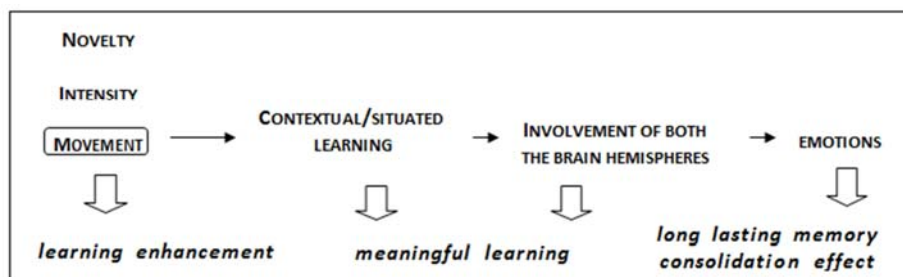 NOVELTY
INTENSITY
MOVEMENT
CONTEXTUAL/SITUATED
LEARNING
INVOLVEMENT OF BOTH
THE BRAIN HEMISPHERES
EMOTIONS
learning enhancement
meaningful learning
long lasting memory
consolidation effect